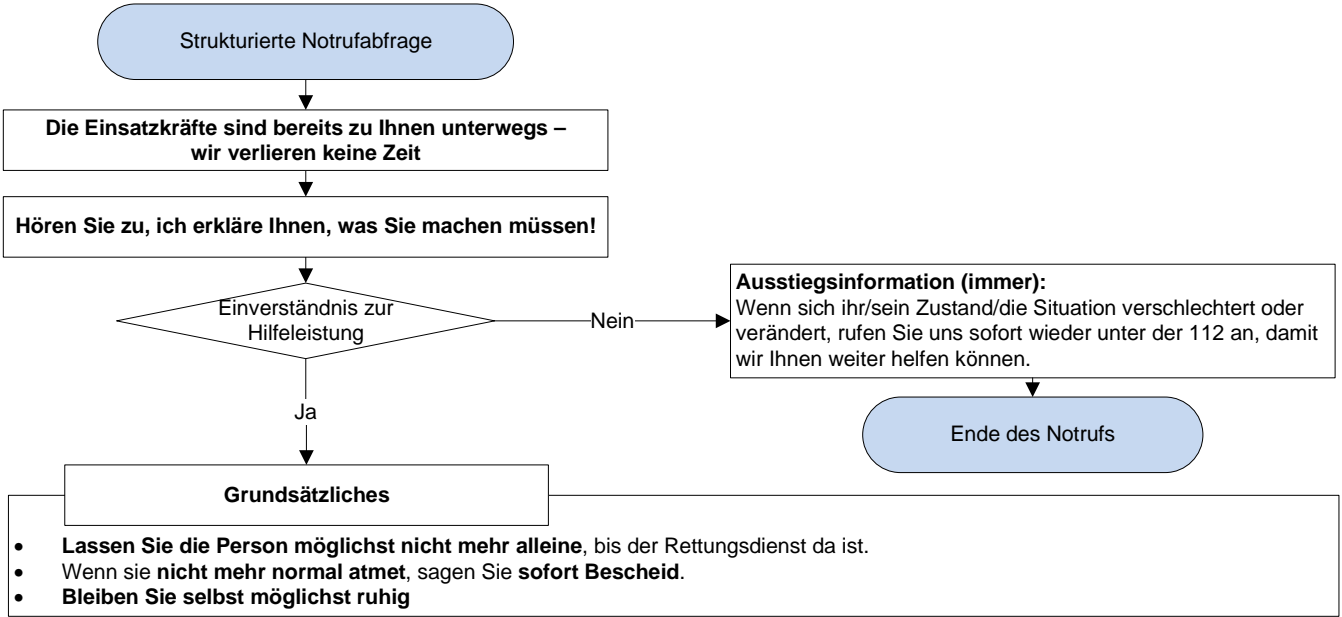 Strukturierte Notrufabfrage
Die Einsatzkräfte sind bereits zu Ihnen unterwegs –
wir verlieren keine Zeit
Hören Sie zu, ich erkläre Ihnen, was Sie machen müssen!
Einverständnis zur
Hilfeleistung
Nein
Ausstiegsinformation (immer):
Wenn sich ihr/sein Zustand/die Situation verschlechtert oder
verändert, rufen Sie uns sofort wieder unter der 112 an, damit
wir Ihnen weiter helfen können.
Ende des Notrufs
Ja
Grundsätzliches
• Lassen Sie die Person möglichst nicht mehr alleine, bis der Rettungsdienst da ist.
• Wenn sie nicht mehr normal atmet, sagen Sie sofort Bescheid.
• Bleiben Sie selbst möglichst ruhig